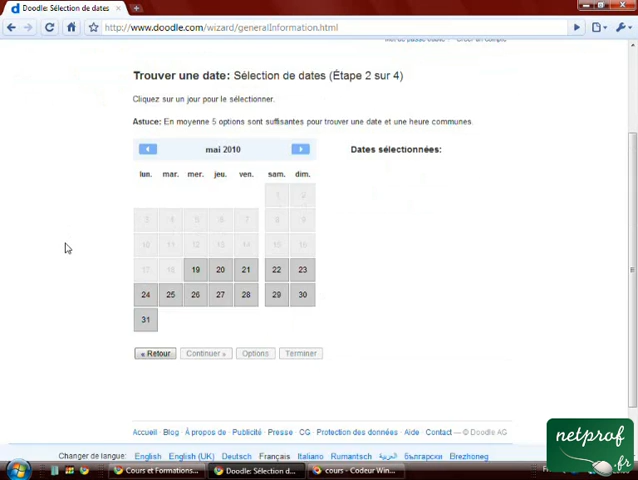 Doodle: Sélection de dates
http://www.doodle.com/wizard/generalInformation.html
Trouver une date: Sélection de dates (Étape 2 sur 4)
Cliquez sur un jour pour le sélectionner.
Astuce: En moyenne 5 options sont suffisantes pour trouver une date et une heure communes.
mai 2010
Dates sélectionnées:
lun. mar. mer. jeu. ven. sam. dim.
1 2
3 4 5 6 7 8 9
10 11 12 13 14 15 16
17 18 19 20 21 22 23
24 25 26 27 28 29 30
31
« Retour Continuer » Options Terminer
Accueil · Blog · À propos de · Publicité · Presse · CG · Protection des données · Aide · Contact — © Doodle AG
Changer de langue: English English (UK) Deutsch Français Italiano Rumantsch العربية български Brezhoneg
netprof
.fr
Cours et Formations... Doodle: Sélection d... cours - Codeur Win...